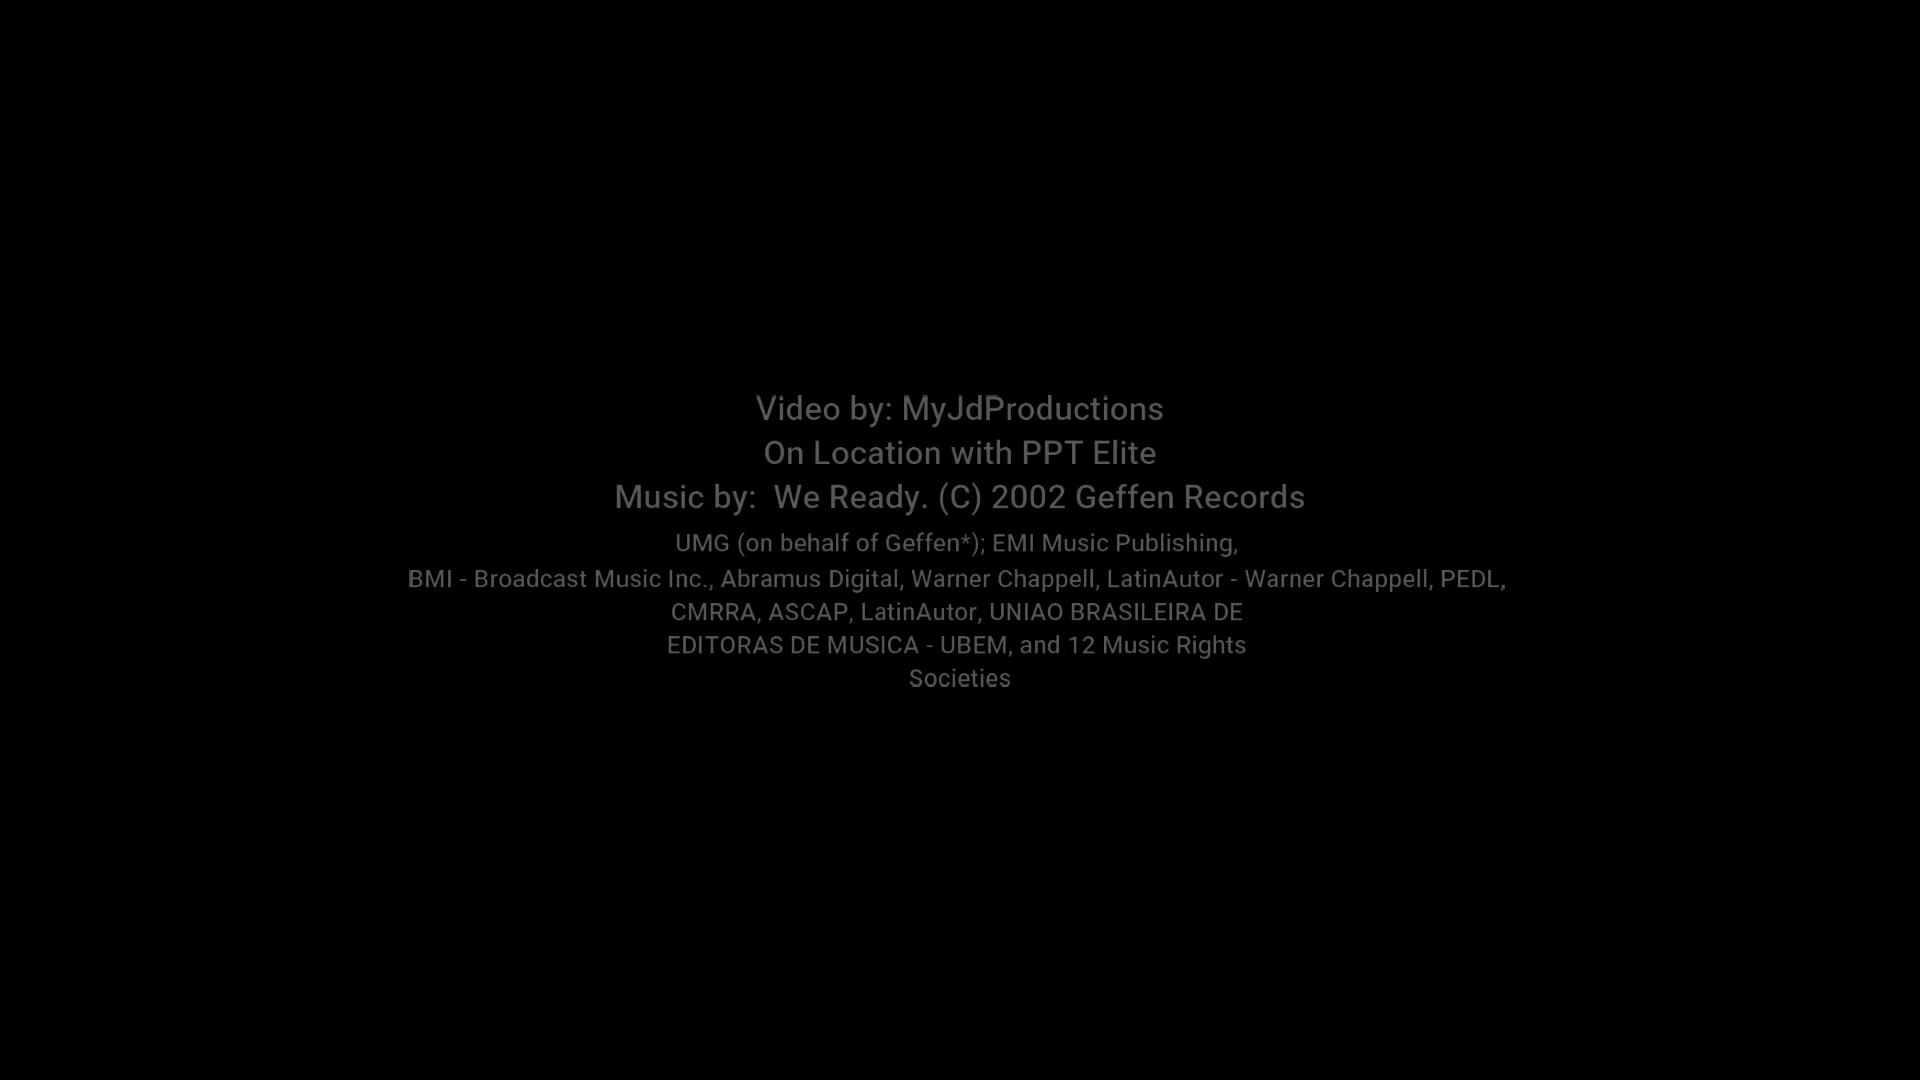 Video by: MyJdProductions
On Location with PPT Elite
Music by:  We Ready. (C) 2002 Geffen Records
UMG (on behalf of Geffen*); EMI Music Publishing,
BMI - Broadcast Music Inc., Abramus Digital, Warner Chappell, LatinAutor - Warner Chappell, PEDL,
CMRRA, ASCAP, LatinAutor, UNIAO BRASILEIRA DE
EDITORAS DE MUSICA - UBEM, and 12 Music Rights
Societies